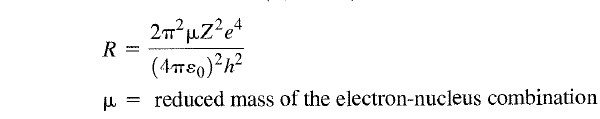 R = 2π²μZ²e⁴ / (4πε₀)²h²
μ = reduced mass of the electron-nucleus combination